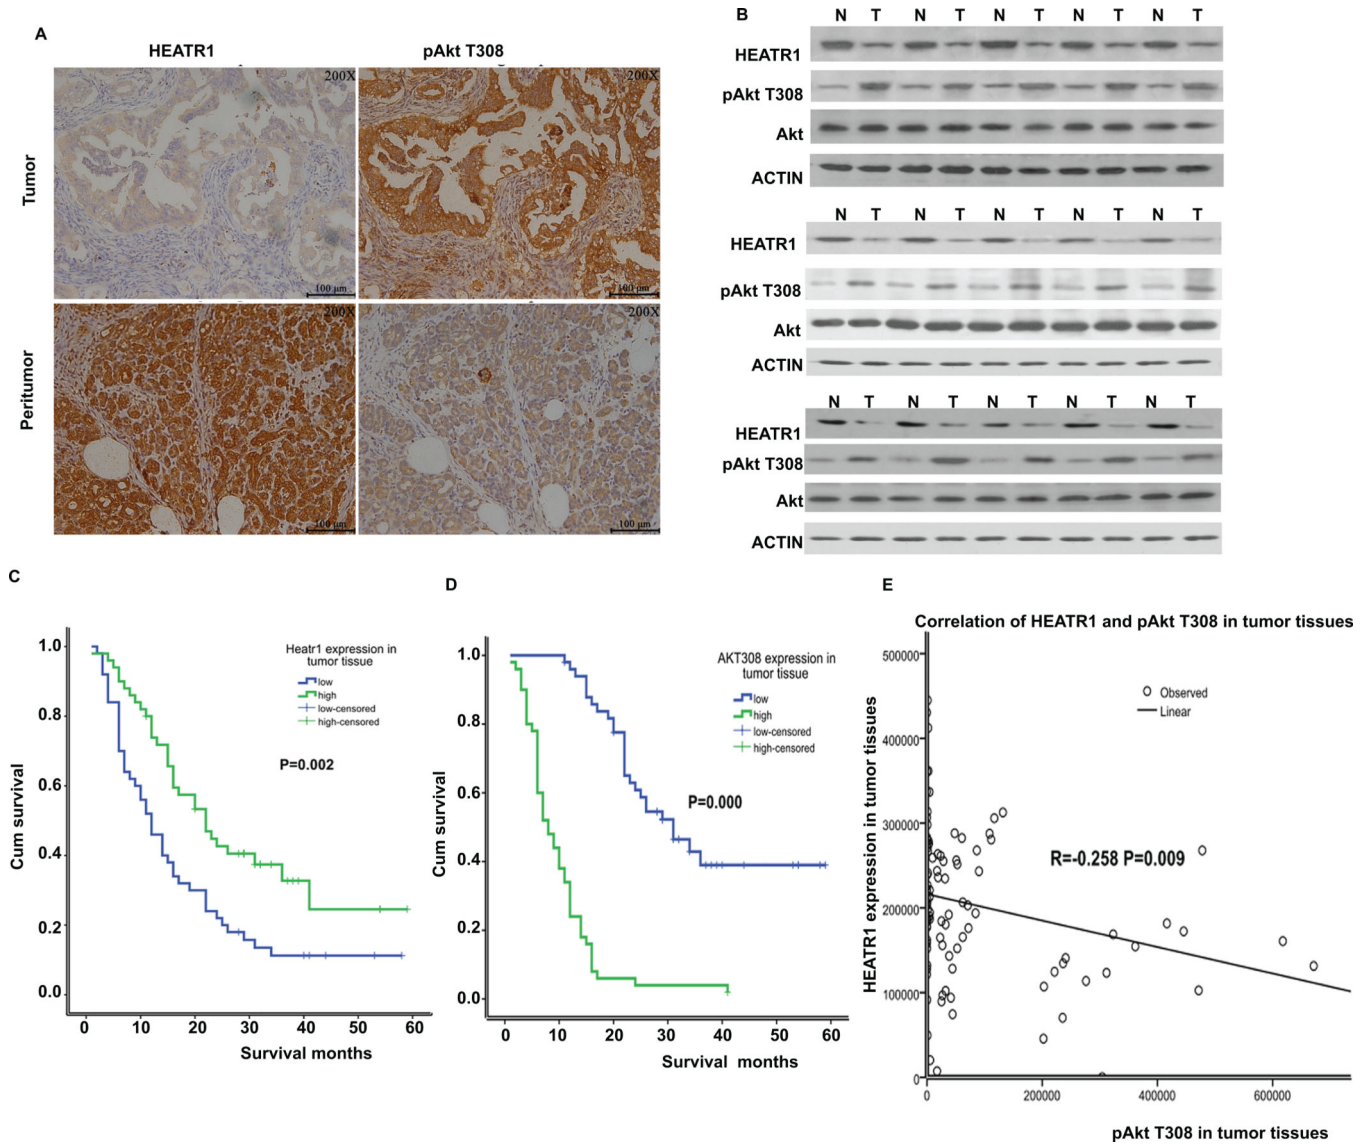 A
HEATR1
pAkt T308
200X
200X
Tumor
100 μm
100 μm
200X
200X
Peritumor
100 μm
100 μm
B
N T N T N T N T N T
HEATR1
pAkt T308
Akt
ACTIN
N T N T N T N T N T
HEATR1
pAkt T308
Akt
ACTIN
N T N T N T N T N T
HEATR1
pAkt T308
Akt
ACTIN
C
Heatr1 expression in
tumor tissue
low
high
low-censored
high-censored
P=0.002
Cum survival
1.0
0.8
0.6
0.4
0.2
0.0
0 10 20 30 40 50 60
Survival months
D
AKT308 expression in
tumor tissue
low
high
low-censored
high-censored
P=0.000
Cum survival
1.0
0.8
0.6
0.4
0.2
0.0
0 10 20 30 40 50 60
Survival months
E
Correlation of HEATR1 and pAkt T308 in tumor tissues
Observed
Linear
R=-0.258 P=0.009
HEATR1 expression in tumor tissues
500000
400000
300000
200000
100000
0
0 200000 400000 600000
pAkt T308 in tumor tissues